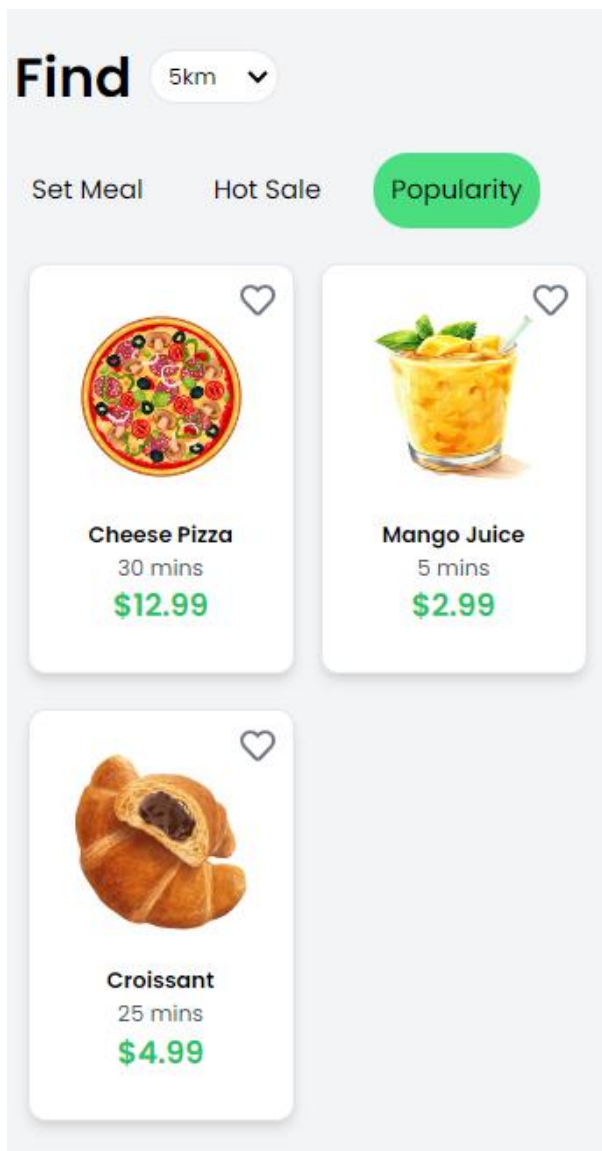 Find 5km
Set Meal Hot Sale Popularity
Cheese Pizza
30 mins
$12.99
Mango Juice
5 mins
$2.99
Croissant
25 mins
$4.99